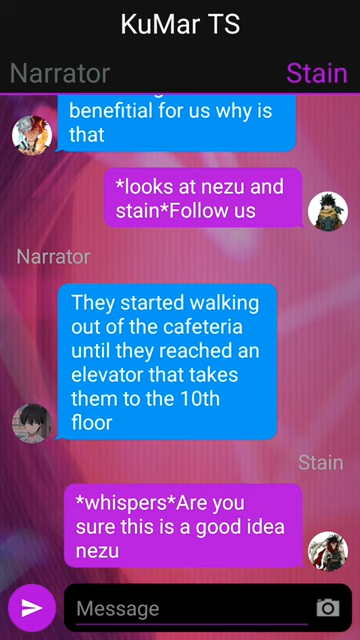 KuMar TS
Narrator
Stain
benefitial for us why is
that
*looks at nezu and
stain*Follow us
Narrator
They started walking
out of the cafeteria
until they reached an
elevator that takes
them to the 10th
floor
Stain
*whispers*Are you
sure this is a good idea
nezu
Message